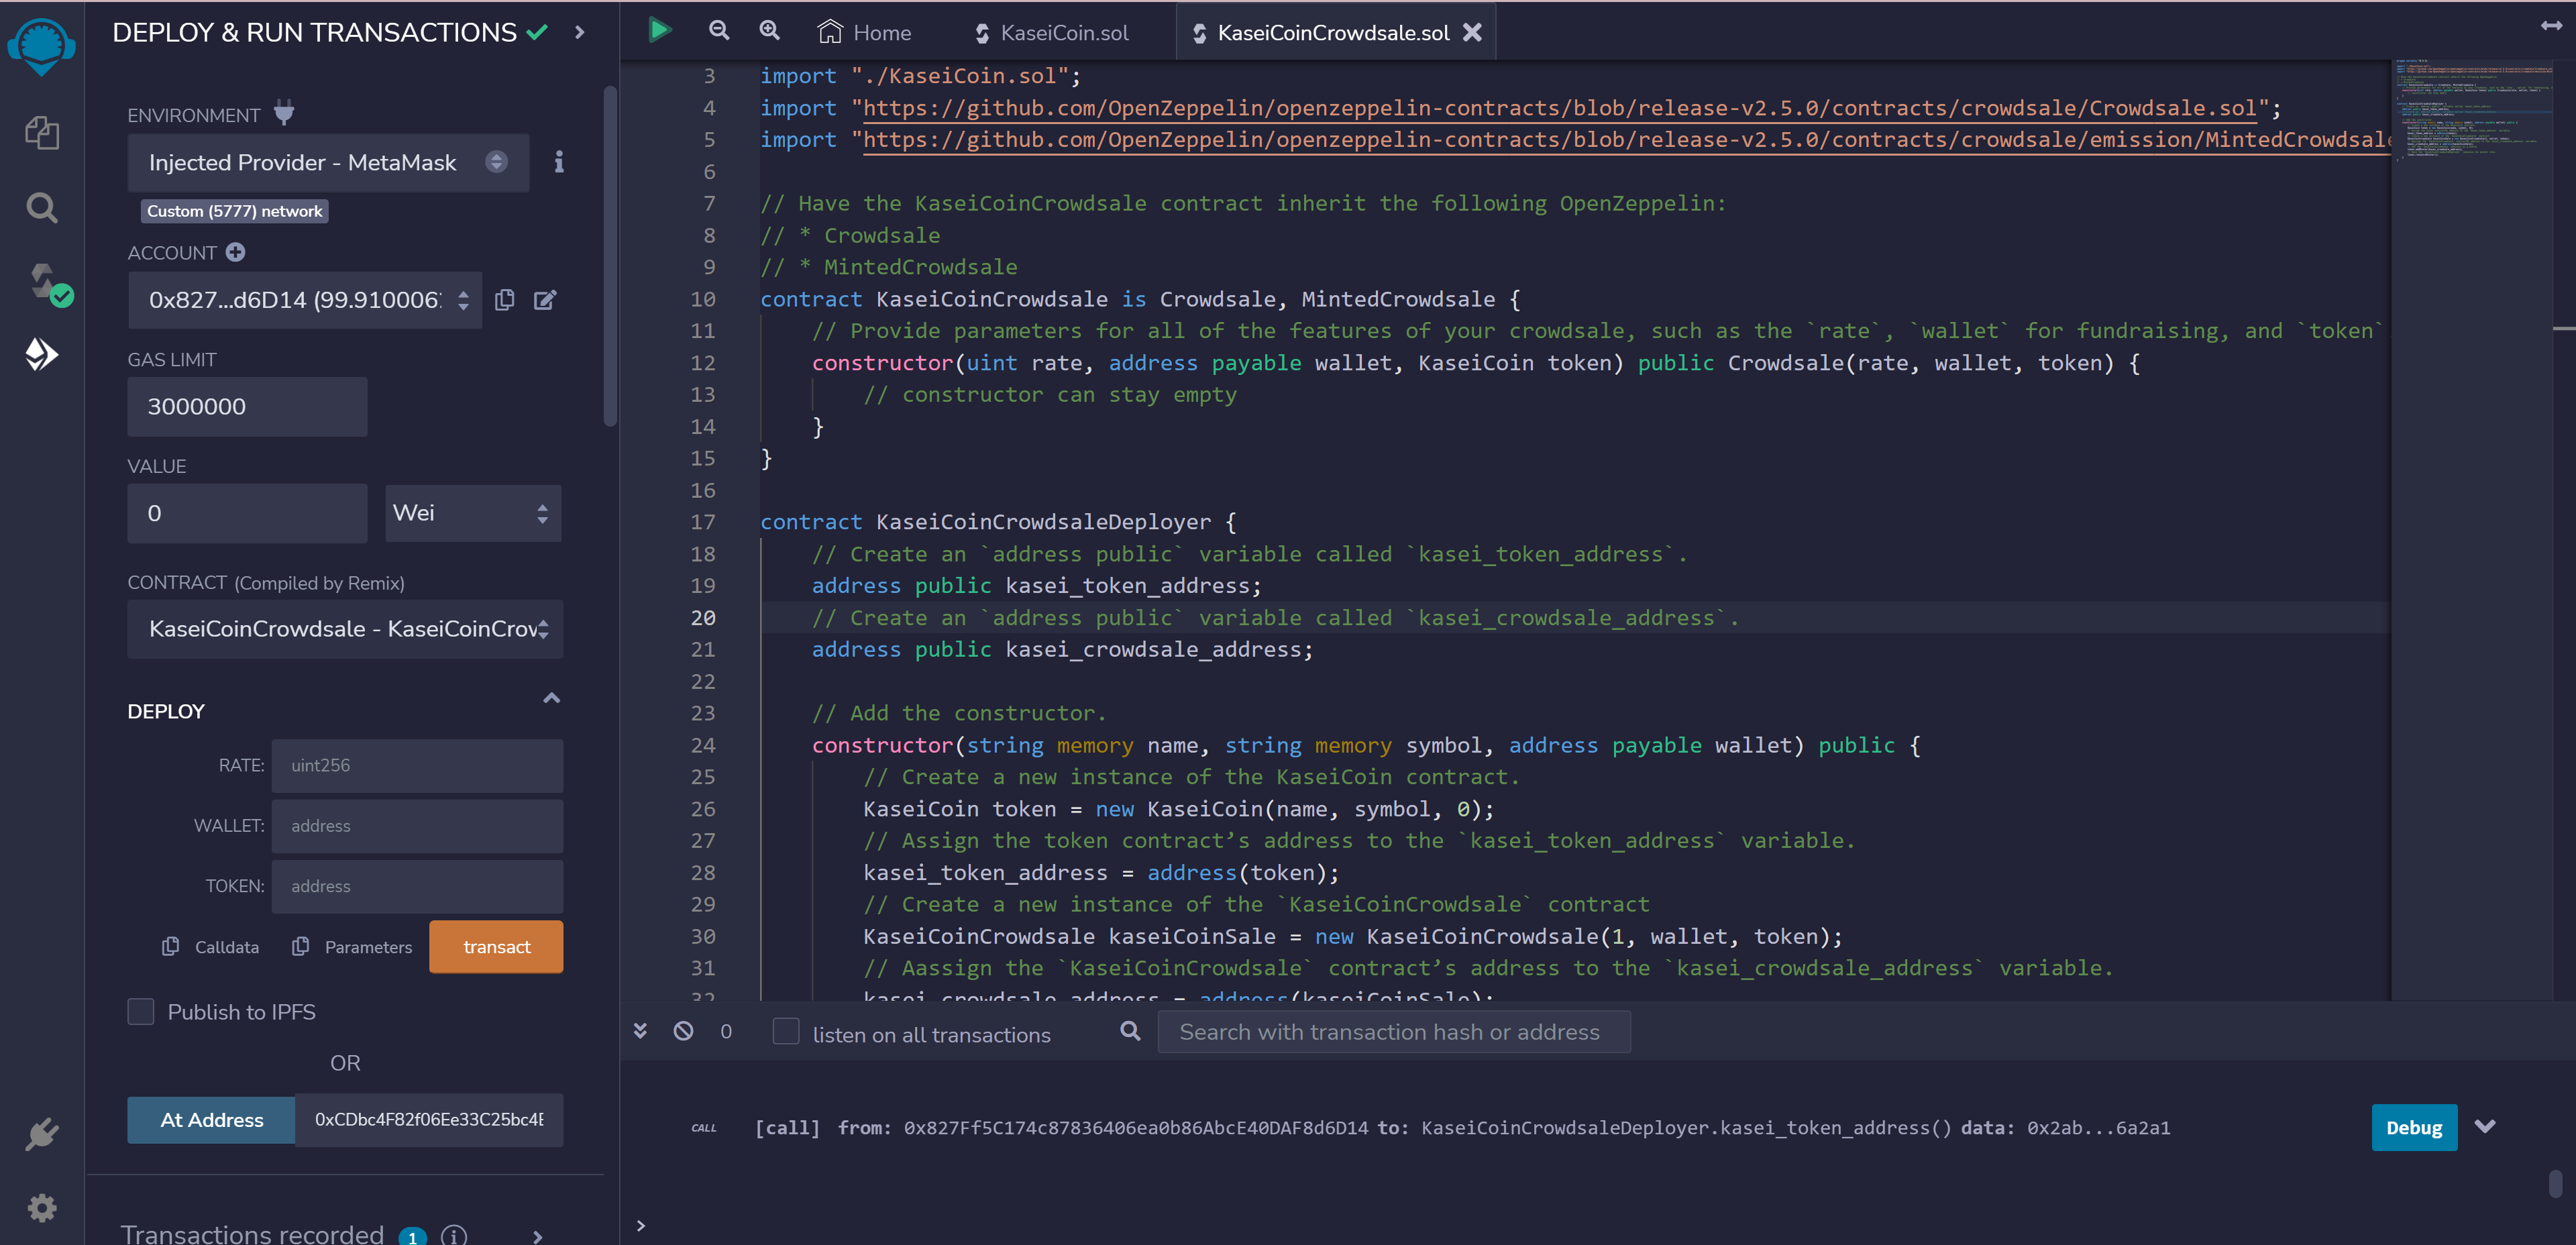 DEPLOY & RUN TRANSACTIONS
ENVIRONMENT
Injected Provider - MetaMask
Custom (5777) network
ACCOUNT
0x827...d6D14 (99.910006:
GAS LIMIT
3000000
VALUE
0
Wei
CONTRACT (Compiled by Remix)
KaseiCoinCrowdsale - KaseiCoinCrow
DEPLOY
RATE: uint256
WALLET: address
TOKEN: address
Calldata Parameters transact
Publish to IPFS
OR
At Address 0xCDbc4F82f06Ee33C25bc4E
Transactions recorded 1 i
Home KaseiCoin.sol KaseiCoinCrowdsale.sol
3 import "./KaseiCoin.sol";
4 import "https://github.com/OpenZeppelin/openzeppelin-contracts/blob/release-v2.5.0/contracts/crowdsale/Crowdsale.sol";
5 import "https://github.com/OpenZeppelin/openzeppelin-contracts/blob/release-v2.5.0/contracts/crowdsale/emission/MintedCrowdsale
6
7 // Have the KaseiCoinCrowdsale contract inherit the following OpenZeppelin:
8 // * Crowdsale
9 // * MintedCrowdsale
10 contract KaseiCoinCrowdsale is Crowdsale, MintedCrowdsale {
11 // Provide parameters for all of the features of your crowdsale, such as the `rate`, `wallet` for fundraising, and `token`
12 constructor(uint rate, address payable wallet, KaseiCoin token) public Crowdsale(rate, wallet, token) {
13 // constructor can stay empty
14 }
15 }
16
17 contract KaseiCoinCrowdsaleDeployer {
18 // Create an `address public` variable called `kasei_token_address`.
19 address public kasei_token_address;
20 // Create an `address public` variable called `kasei_crowdsale_address`.
21 address public kasei_crowdsale_address;
22
23 // Add the constructor.
24 constructor(string memory name, string memory symbol, address payable wallet) public {
25 // Create a new instance of the KaseiCoin contract.
26 KaseiCoin token = new KaseiCoin(name, symbol, 0);
27 // Assign the token contract’s address to the `kasei_token_address` variable.
28 kasei_token_address = address(token);
29 // Create a new instance of the `KaseiCoinCrowdsale` contract
30 KaseiCoinCrowdsale kaseiCoinSale = new KaseiCoinCrowdsale(1, wallet, token);
31 // Aassign the `KaseiCoinCrowdsale` contract’s address to the `kasei_crowdsale_address` variable.
32 kasei_crowdsale_address = address(kaseiCoinSale);
0 listen on all transactions Search with transaction hash or address
CALL [call] from: 0x827Ff5C174c87836406ea0b86AbcE40DAF8d6D14 to: KaseiCoinCrowdsaleDeployer.kasei_token_address() data: 0x2ab...6a2a1 Debug
>